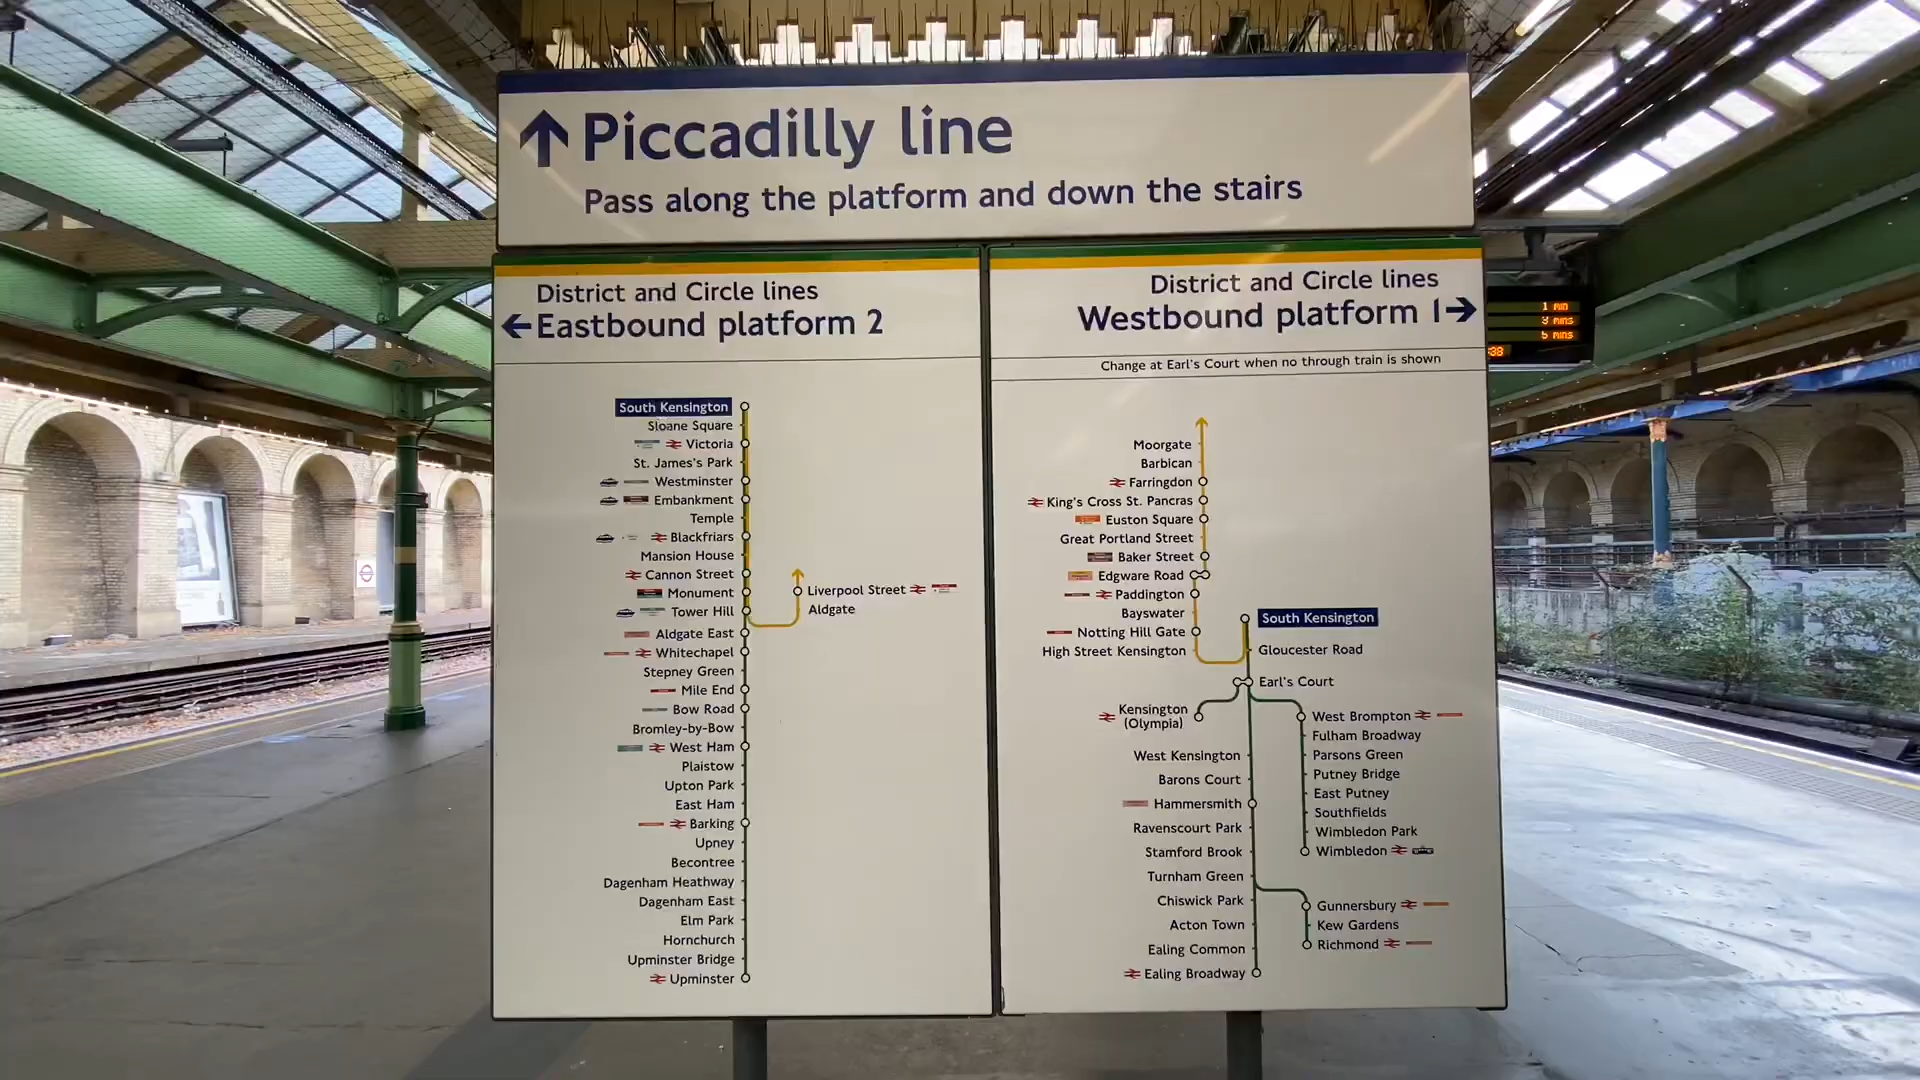 Piccadilly line
Pass along the platform and down the stairs
District and Circle lines
Eastbound platform 2
South Kensington
Sloane Square
Victoria
St. James's Park
Westminster
Embankment
Temple
Blackfriars
Mansion House
Cannon Street
Monument
Tower Hill
Liverpool Street
Aldgate
Aldgate East
Whitechapel
Stepney Green
Mile End
Bow Road
Bromley-by-Bow
West Ham
Plaistow
Upton Park
East Ham
Barking
Upney
Becontree
Dagenham Heathway
Dagenham East
Elm Park
Hornchurch
Upminster Bridge
Upminster
District and Circle lines
Westbound platform 1
Change at Earl's Court when no through train is shown
Moorgate
Barbican
Farringdon
King's Cross St. Pancras
Euston Square
Great Portland Street
Baker Street
Edgware Road
Paddington
Bayswater
Notting Hill Gate
High Street Kensington
South Kensington
Gloucester Road
Earl's Court
Kensington
(Olympia)
West Kensington
Barons Court
Hammersmith
Ravenscourt Park
Stamford Brook
Turnham Green
Chiswick Park
Acton Town
Ealing Common
Ealing Broadway
West Brompton
Fulham Broadway
Parsons Green
Putney Bridge
East Putney
Southfields
Wimbledon Park
Wimbledon
Gunnersbury
Kew Gardens
Richmond
1 min
3 mins
5 mins
:38